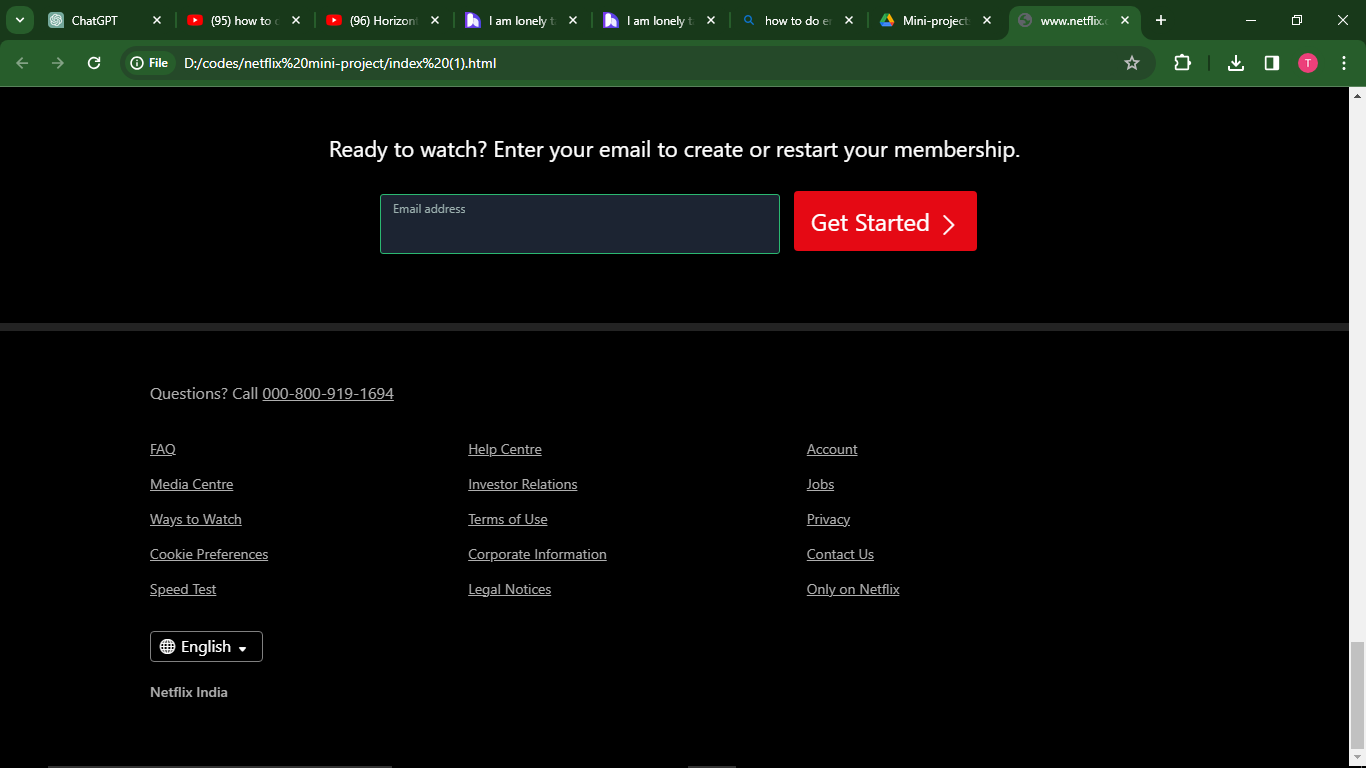 ChatGPT
(95) how to
(96) Horizont
I am lonely
I am lonely
how to do
Mini-project
www.netflix.
File D:/codes/netflix%20mini-project/index%20(1).html
T
Ready to watch? Enter your email to create or restart your membership.
Email address
Get Started
Questions? Call 000-800-919-1694
FAQ Help Centre Account
Media Centre Investor Relations Jobs
Ways to Watch Terms of Use Privacy
Cookie Preferences Corporate Information Contact Us
Speed Test Legal Notices Only on Netflix
English
Netflix India